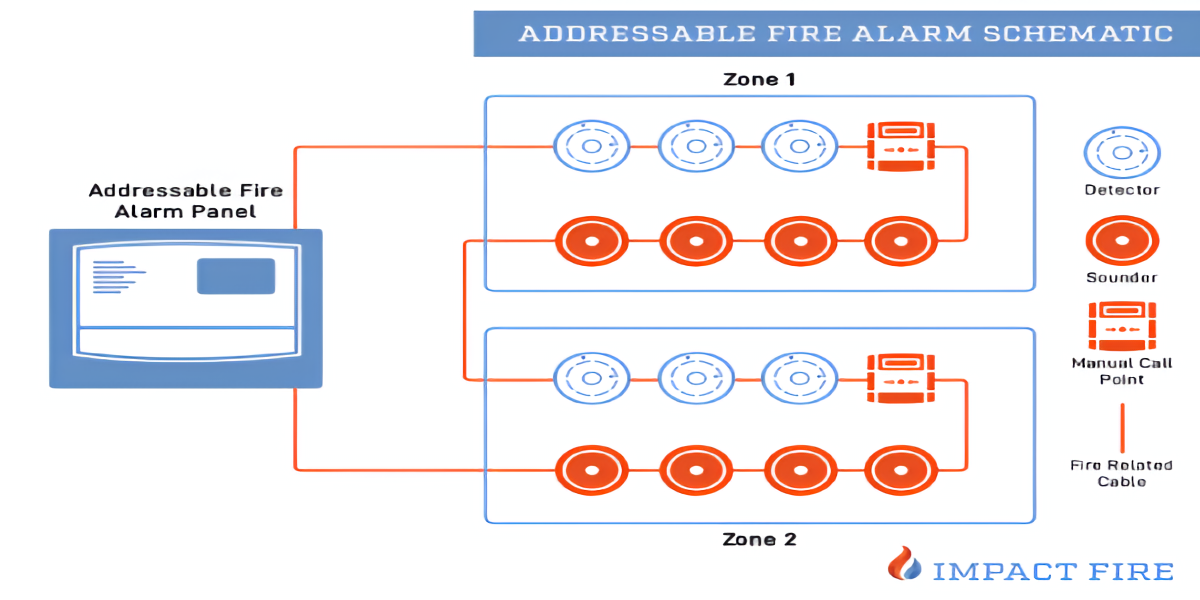 ADDRESSABLE FIRE ALARM SCHEMATIC
Zone 1
Addressable Fire
Alarm Panel
Detector
Sounder
Manual Call
Point
Fire Related
Cable
Zone 2
IMPACT FIRE